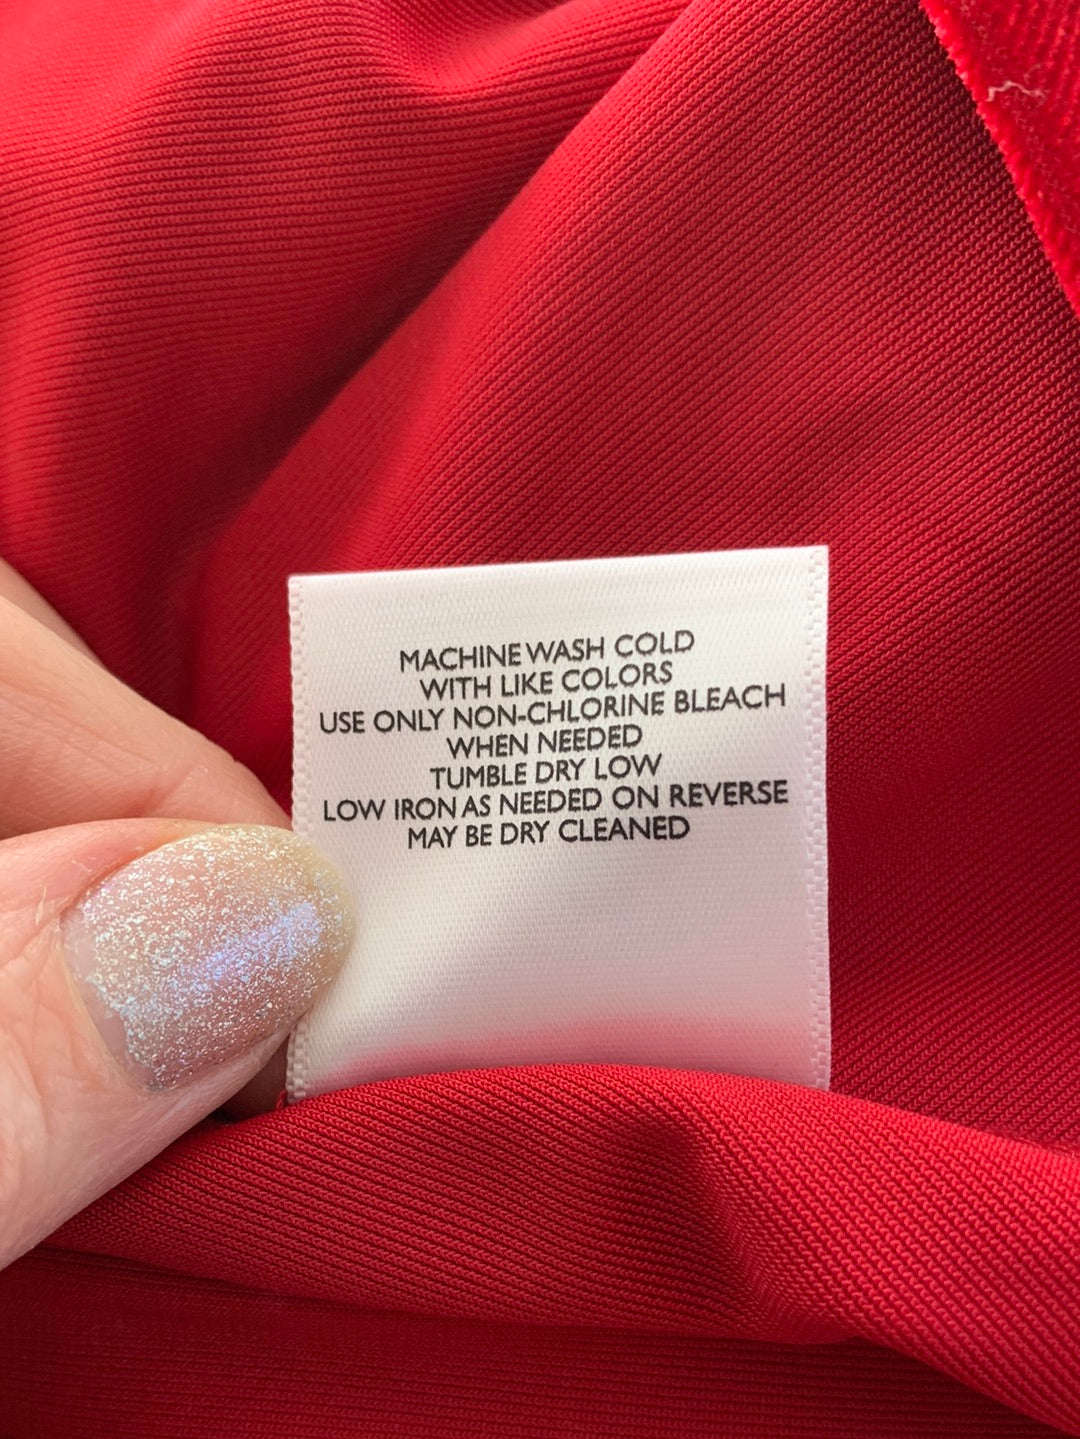 MACHINE WASH COLD
WITH LIKE COLORS
USE ONLY NON-CHLORINE BLEACH
WHEN NEEDED
TUMBLE DRY LOW
LOW IRON AS NEEDED ON REVERSE
MAY BE DRY CLEANED